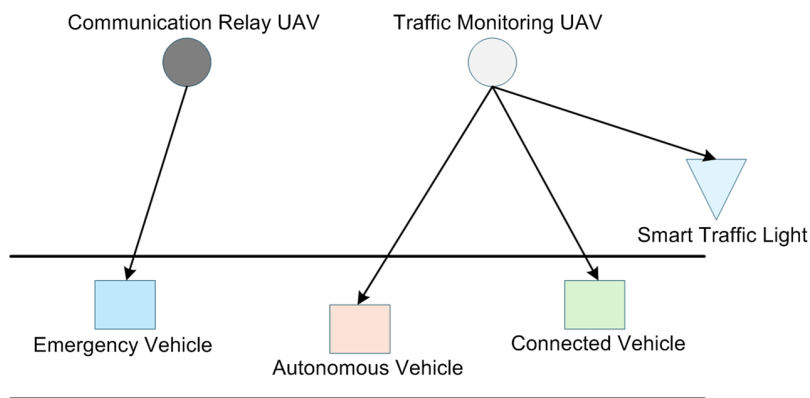 Communication Relay UAV
Traffic Monitoring UAV
Smart Traffic Light
Emergency Vehicle
Autonomous Vehicle
Connected Vehicle